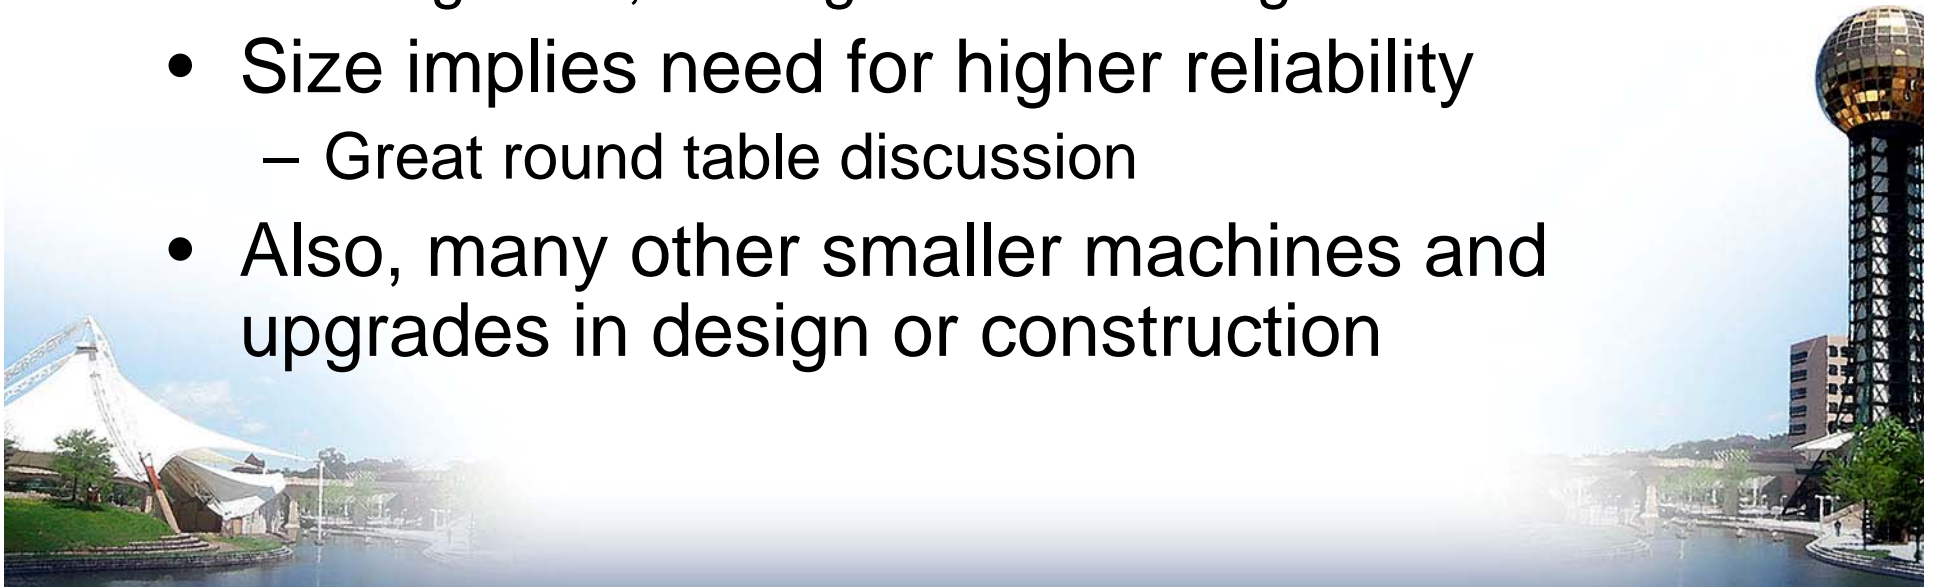 • Size implies need for higher reliability
– Great round table discussion
• Also, many other smaller machines and
upgrades in design or construction